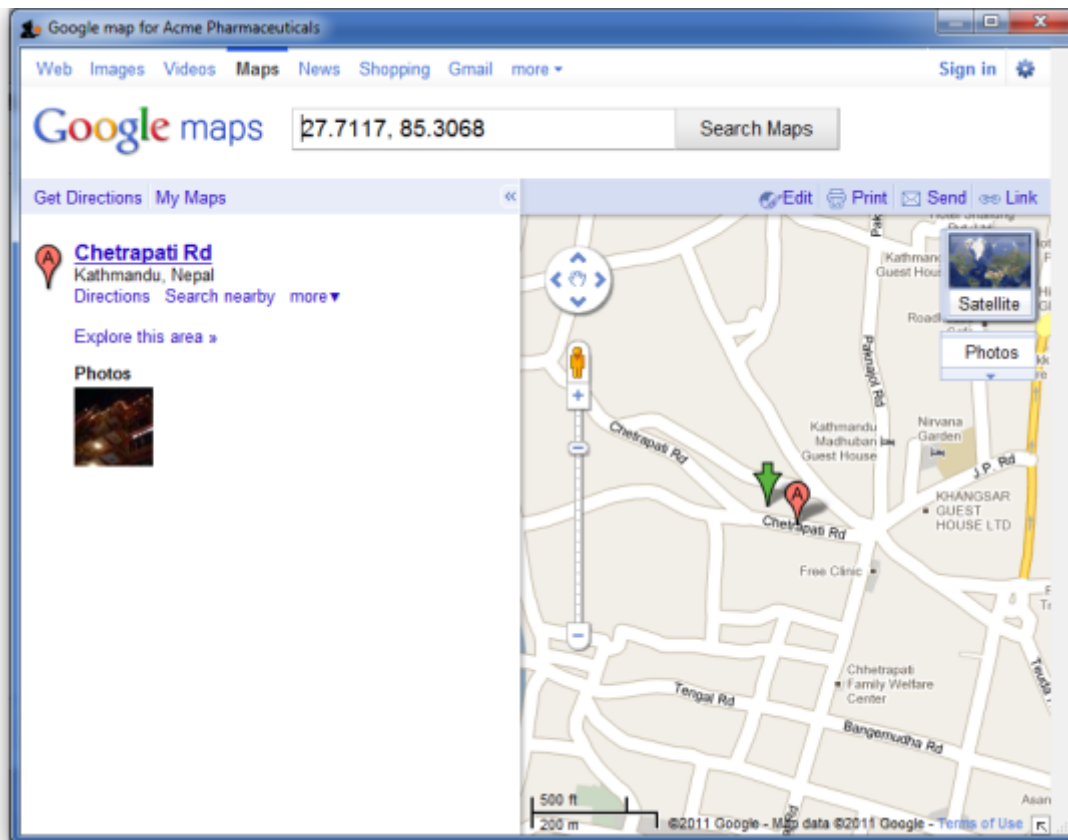 Google map for Acme Pharmaceuticals
Web Images Videos Maps News Shopping Gmail more
Sign in
Google maps
27.7117, 85.3068
Search Maps
Get Directions My Maps
«
Edit Print Send Link
A
Chetrapati Rd
Kathmandu, Nepal
Directions Search nearby more
Explore this area »
Photos
Satellite
Photos
Kathmandu
Madhuban
Guest House
Nirvana
Garden
Paknajol Rd
J.P. Rd
KHANGSAR
GUEST
HOUSE LTD
Chetrapati Rd
A
Chetrapati Rd
Free Clinic
Chhetrapati
Family Welfare
Center
Tengal Rd
Bangemudha Rd
500 ft
200 m
©2011 Google - Map data ©2011 Google - Terms of Use